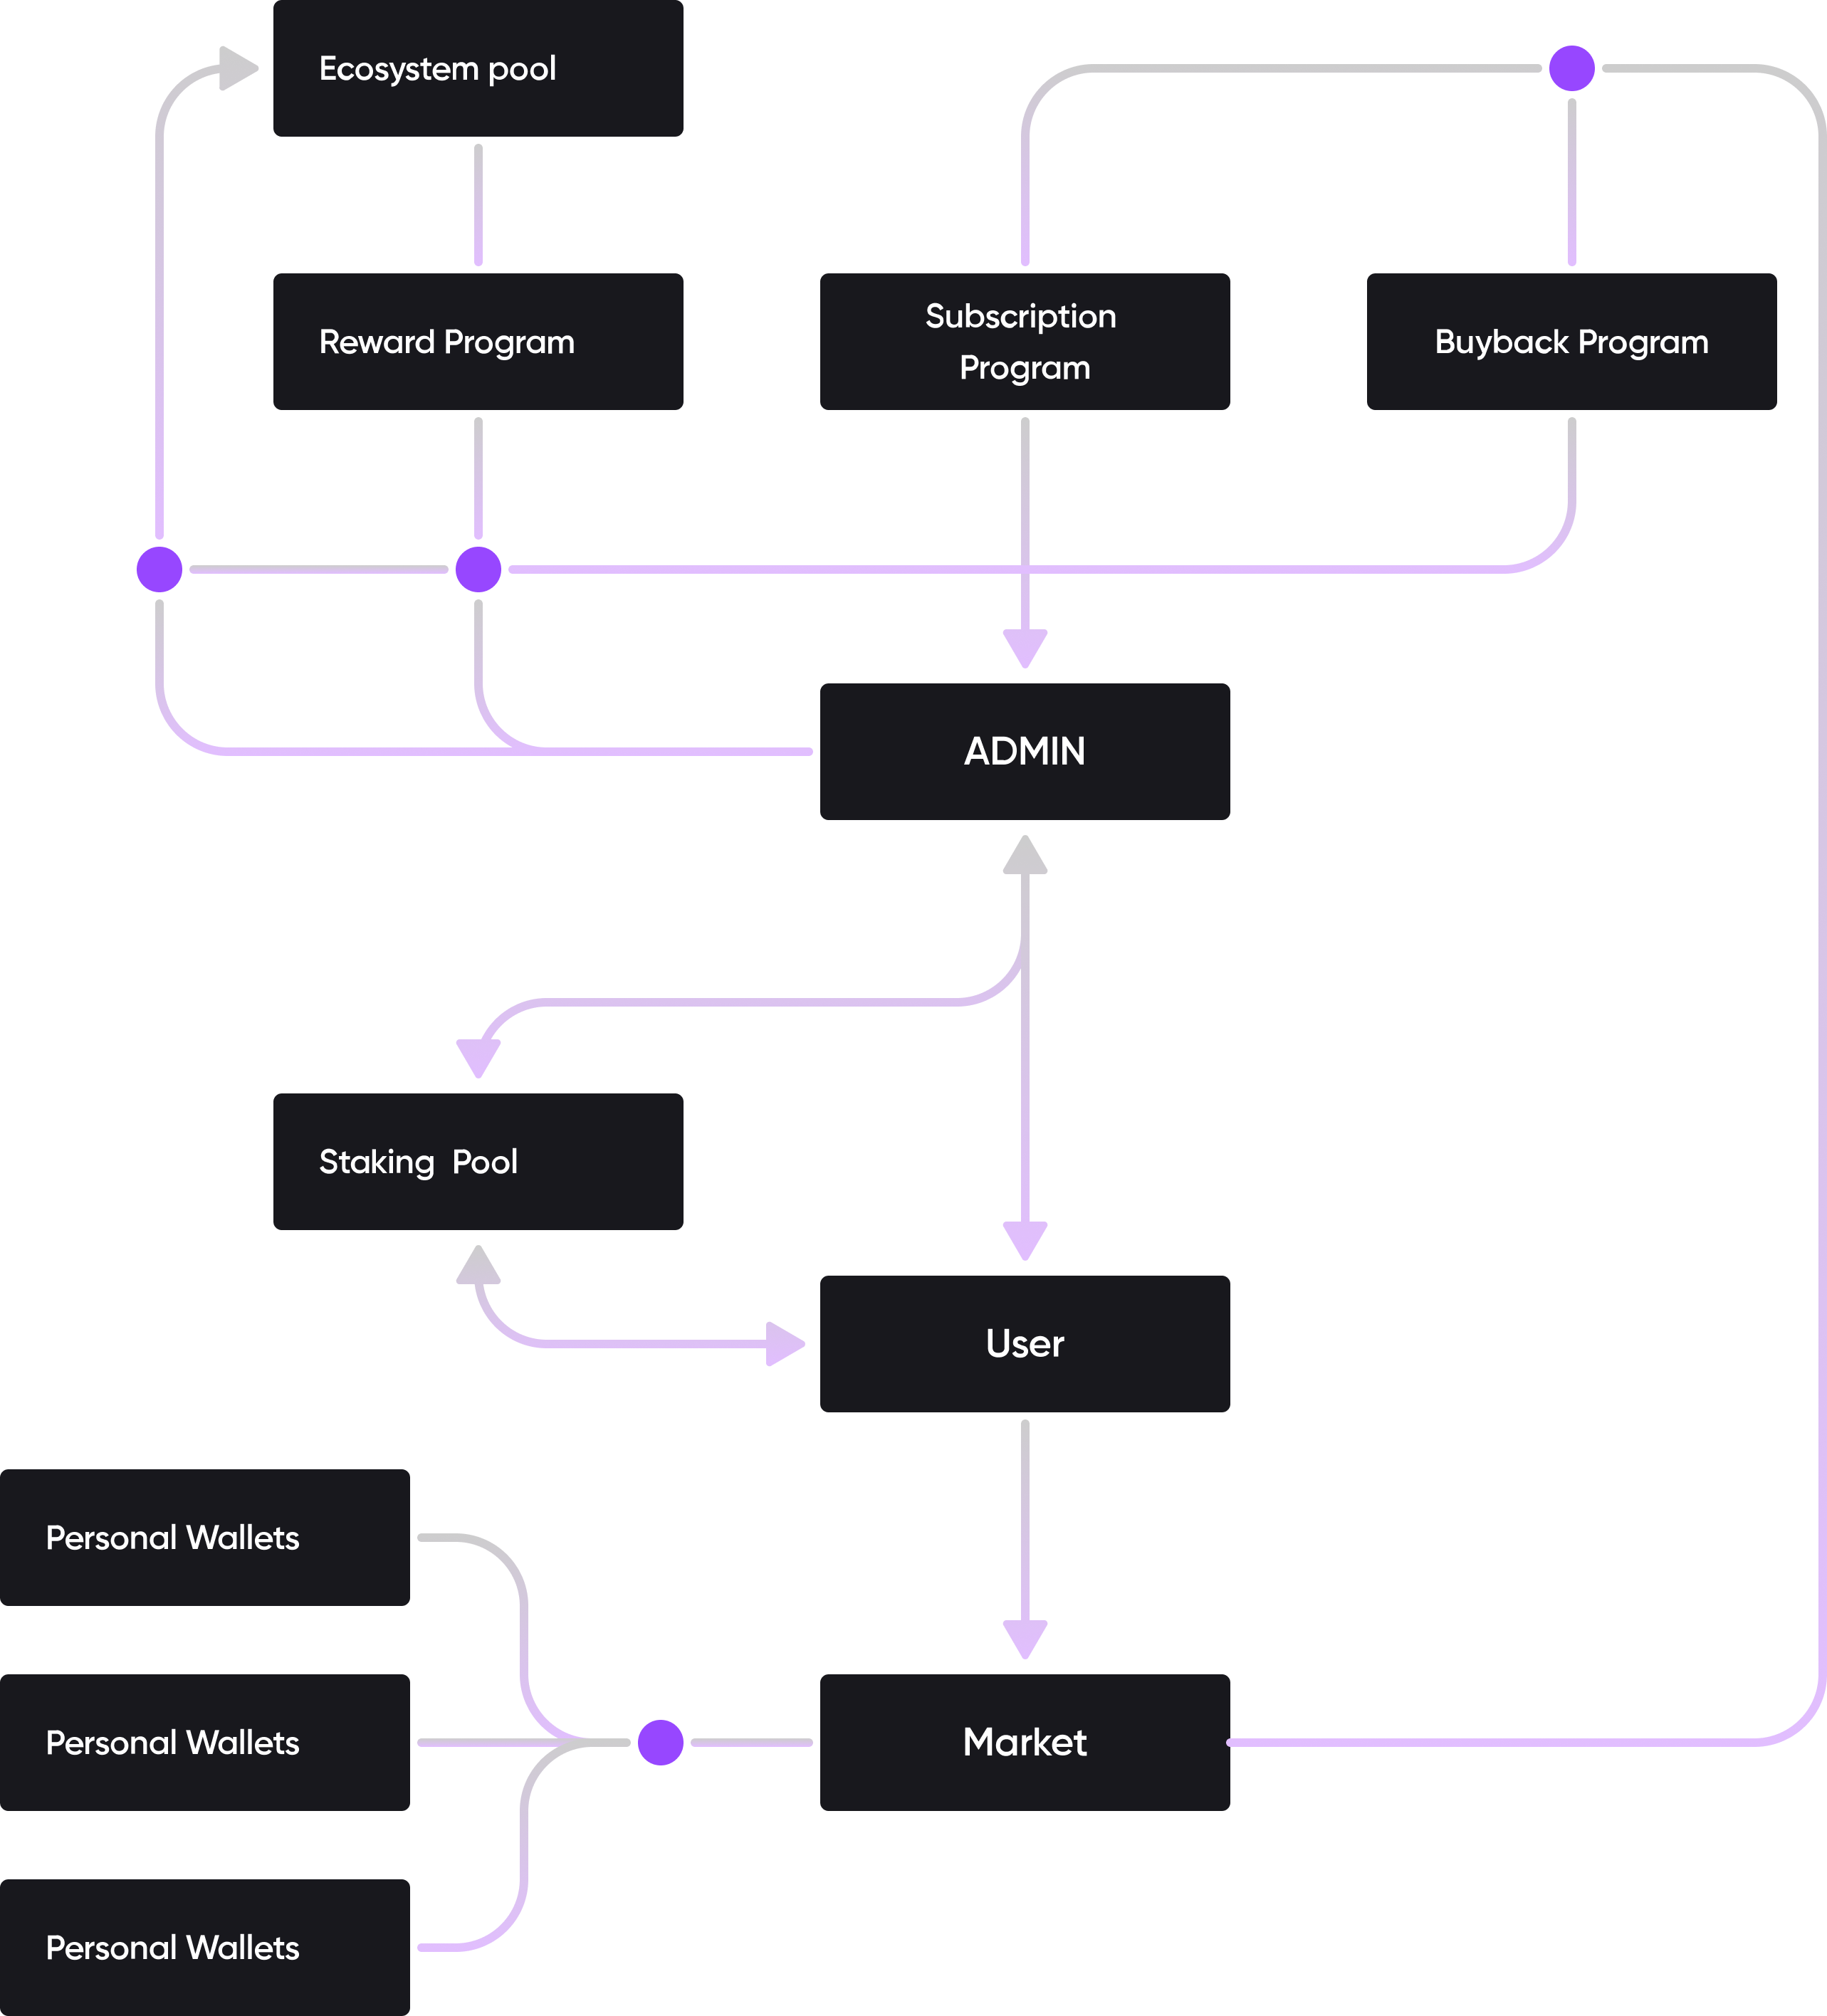 Ecosystem pool
Reward Program
Subscription
Program
Buyback Program
ADMIN
Staking Pool
User
Personal Wallets
Personal Wallets
Market
Personal Wallets